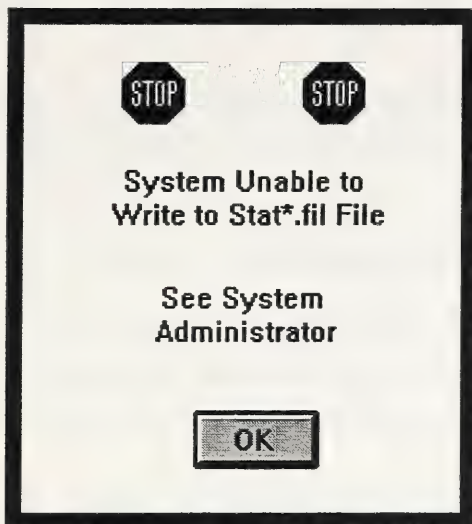 STOP STOP
System Unable to
Write to Stat*.fil File
See System
Administrator
OK